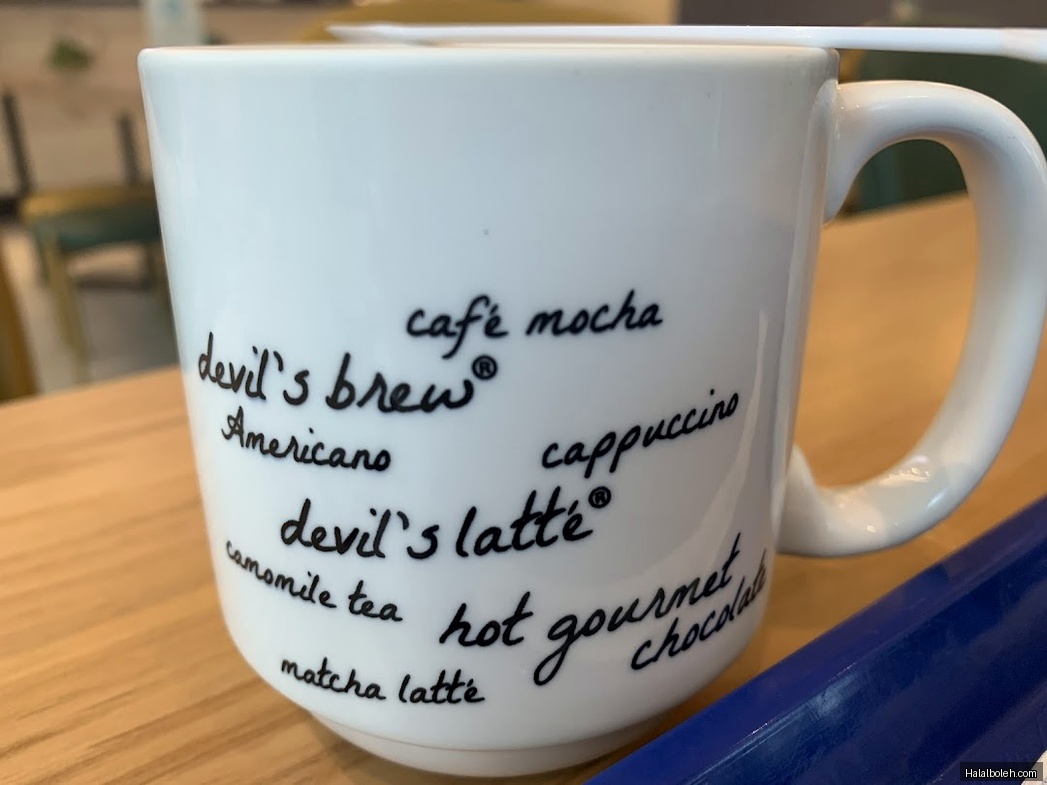 café mocha
devil's brew®
Americano
cappuccino
devil's latté®
camomile tea
hot gourmet
chocolate
matcha latté
Halalboleh.com